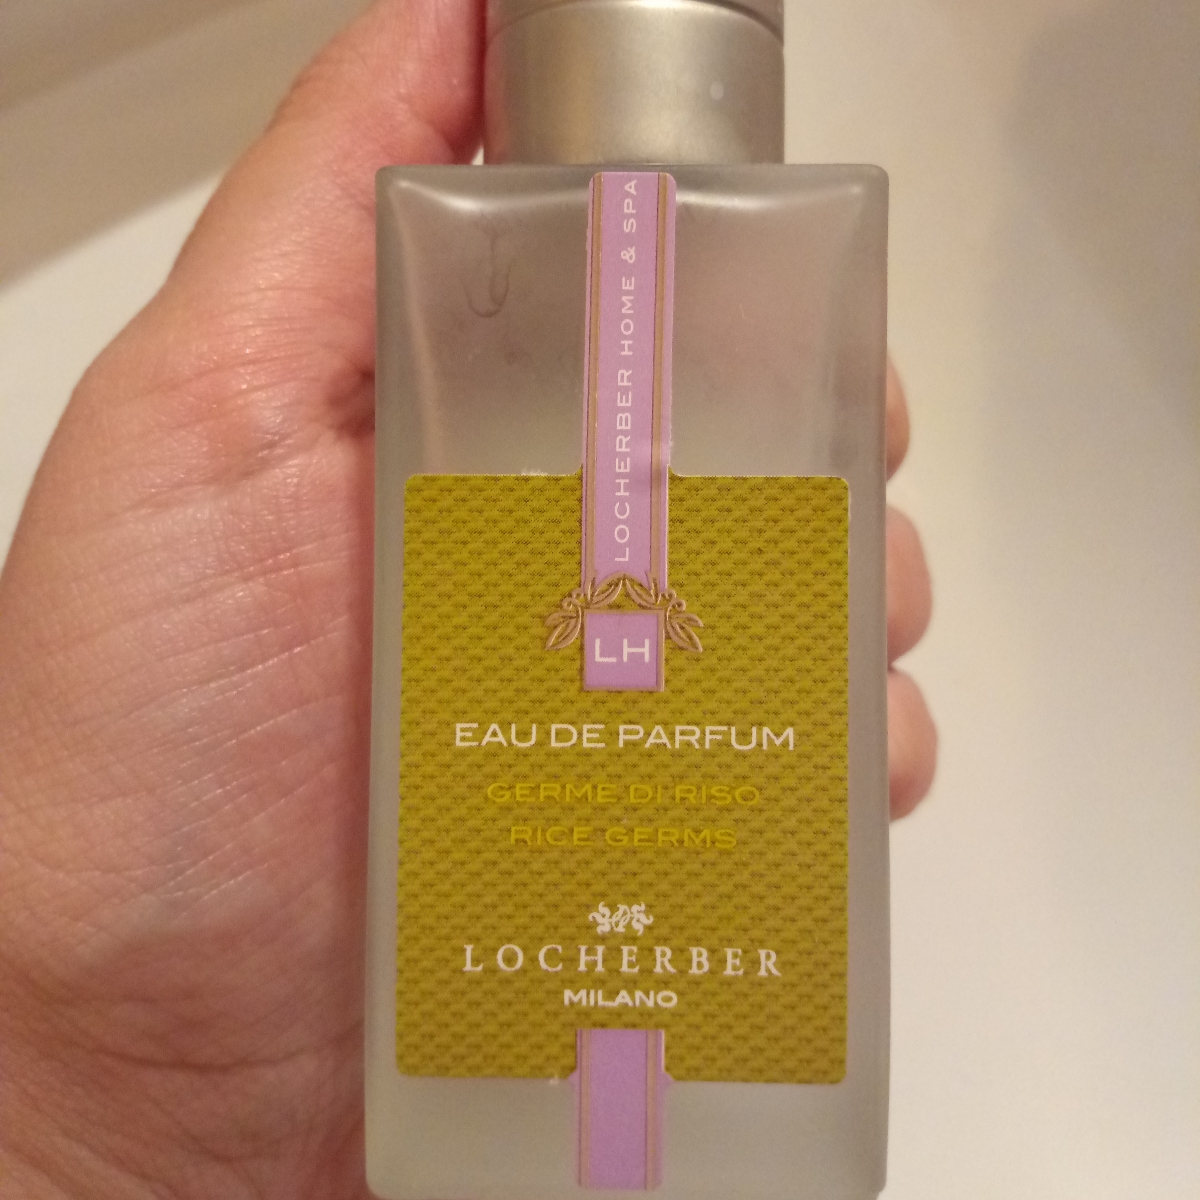 LOCHERBER HOME & SPA
LH
EAU DE PARFUM
GERME DI RISO
RICE GERMS
LOCHERBER
MILANO